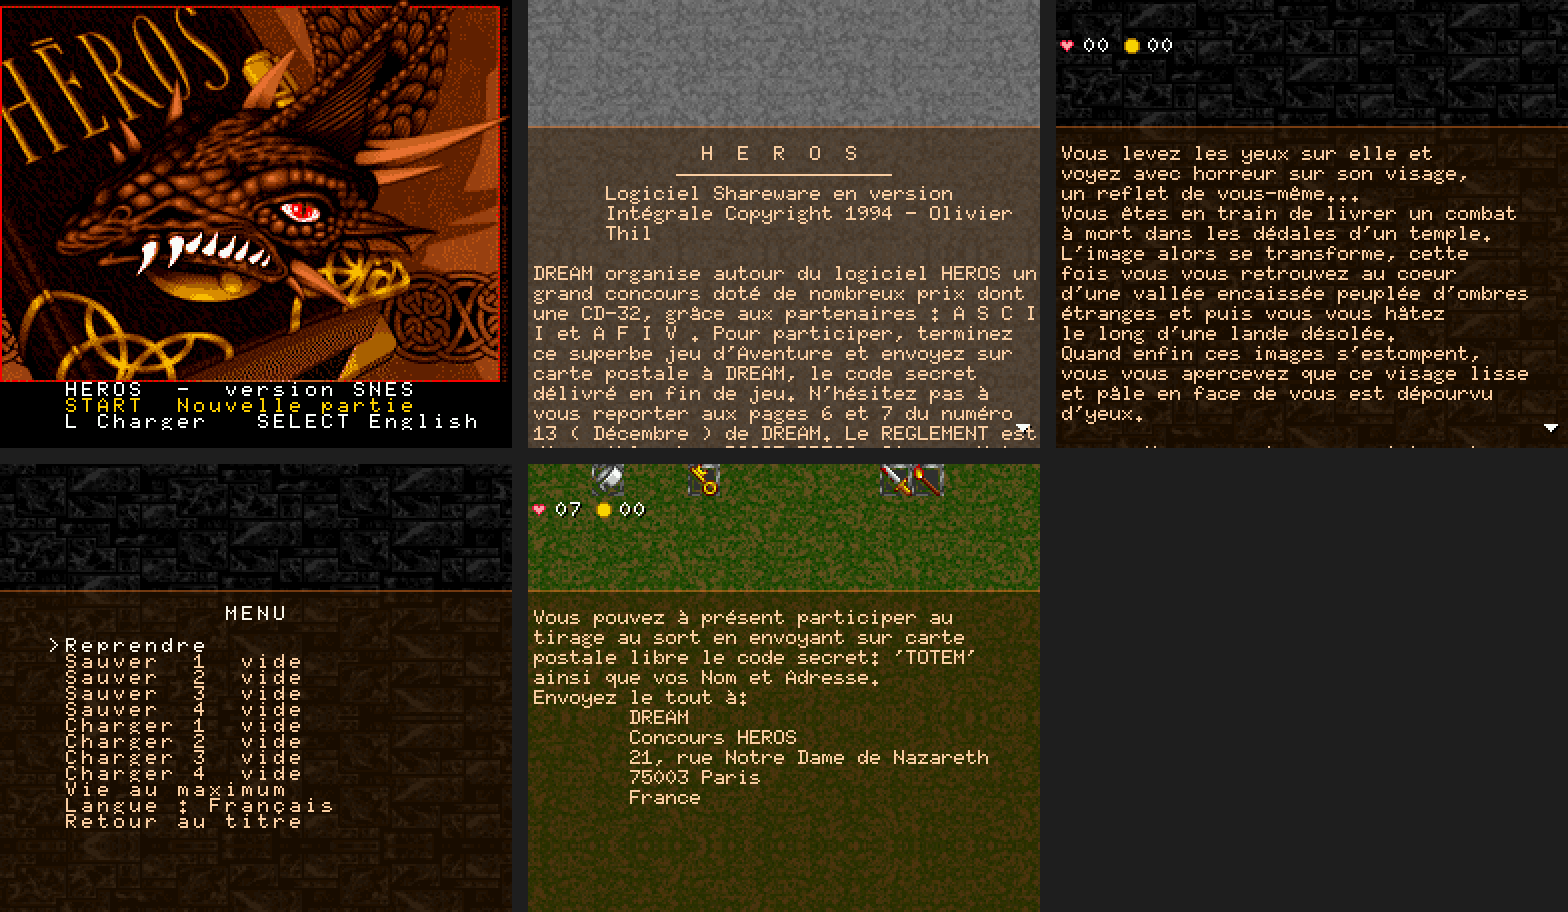 HĒROS
HEROS - version SNES
START Nouvelle partie
L Charger SELECT English
H E R O S
Logiciel Shareware en version
Intégrale Copyright 1994 - Olivier
Thil
DREAM organise autour du logiciel HEROS un
grand concours doté de nombreux prix dont
une CD-32, grâce aux partenaires : A S C I
I et A F I V . Pour participer, terminez
ce superbe jeu d'Aventure et envoyez sur
carte postale à DREAM, le code secret
délivré en fin de jeu. N'hésitez pas à
vous reporter aux pages 6 et 7 du numéro
13 ( Décembre ) de DREAM. Le REGLEMENT est
00 00
Vous levez les yeux sur elle et
voyez avec horreur sur son visage,
un reflet de vous-même...
Vous êtes en train de livrer un combat
à mort dans les dédales d'un temple.
L'image alors se transforme, cette
fois vous vous retrouvez au coeur
d'une vallée encaissée peuplée d'ombres
étranges et puis vous vous hâtez
le long d'une lande désolée.
Quand enfin ces images s'estompent,
vous vous apercevez que ce visage lisse
et pâle en face de vous est dépourvu
d'yeux.
MENU
>Reprendre
Sauver 1 vide
Sauver 2 vide
Sauver 3 vide
Sauver 4 vide
Charger 1 vide
Charger 2 vide
Charger 3 vide
Charger 4 vide
Vie au maximum
Langue : Français
Retour au titre
07 00
Vous pouvez à présent participer au
tirage au sort en envoyant sur carte
postale libre le code secret: 'TOTEM'
ainsi que vos Nom et Adresse.
Envoyez le tout à:
DREAM
Concours HEROS
21, rue Notre Dame de Nazareth
75003 Paris
France